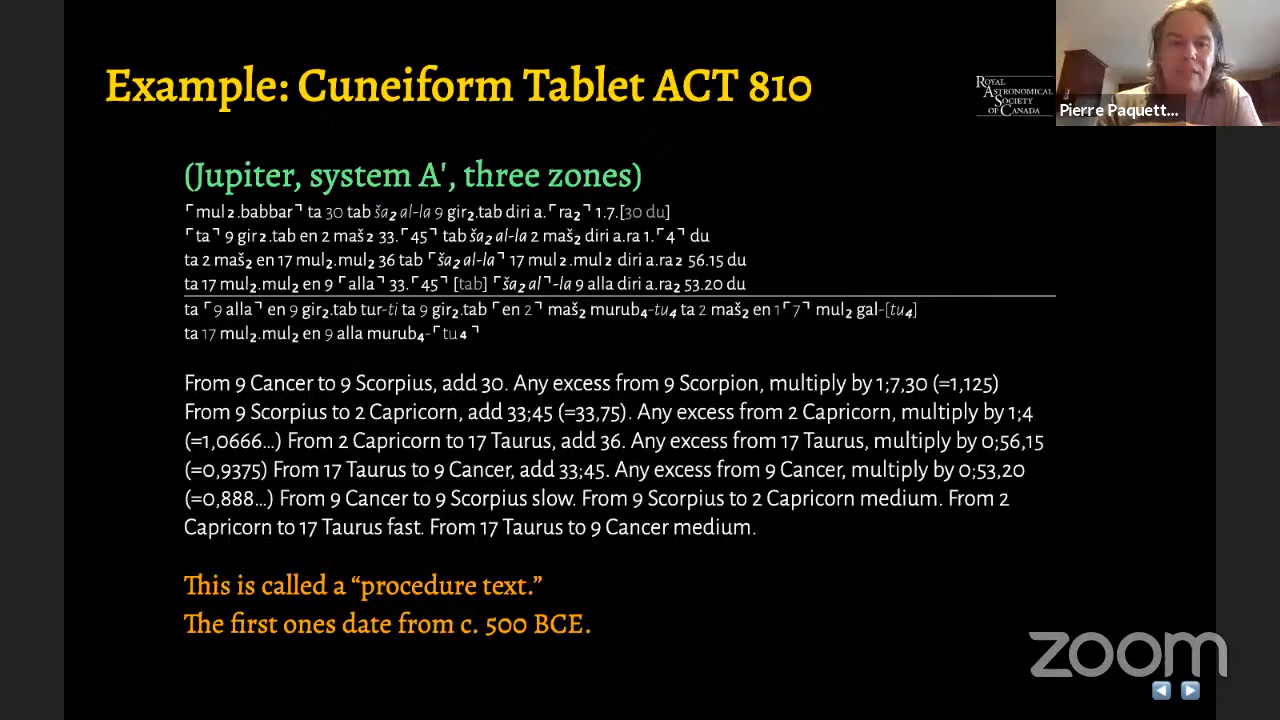 Example: Cuneiform Tablet ACT 810
ROYAL
ASTRONOMICAL
SOCIETY
OF CANADA
Pierre Paquett...
(Jupiter, system A', three zones)
⸢mul₂.babbar⸣ ta 30 tab ša₂ al-la 9 gir₂.tab diri a.⸢ra₂⸣ 1.7.[30 du]
⸢ta⸣ 9 gir₂.tab en 2 maš₂ 33.⸢45⸣ tab ša₂ al-la 2 maš₂ diri a.ra 1.⸢4⸣ du
ta 2 maš₂ en 17 mul₂.mul₂ 36 tab ⸢ša₂ al-la⸣ 17 mul₂.mul₂ diri a.ra₂ 56.15 du
ta 17 mul₂.mul₂ en 9 ⸢alla⸣ 33.⸢45⸣ [tab] ⸢ša₂ al⸣-la 9 alla diri a.ra₂ 53.20 du
ta ⸢9 alla⸣ en 9 gir₂.tab tur-ti ta 9 gir₂.tab ⸢en 2⸣ maš₂ murub₄-tu₄ ta 2 maš₂ en 1⸢7⸣ mul₂ gal-[tu₄]
ta 17 mul₂.mul₂ en 9 alla murub₄-⸢tu₄⸣
From 9 Cancer to 9 Scorpius, add 30. Any excess from 9 Scorpion, multiply by 1;7,30 (=1,125)
From 9 Scorpius to 2 Capricorn, add 33;45 (=33,75). Any excess from 2 Capricorn, multiply by 1;4
(=1,0666…) From 2 Capricorn to 17 Taurus, add 36. Any excess from 17 Taurus, multiply by 0;56,15
(=0,9375) From 17 Taurus to 9 Cancer, add 33;45. Any excess from 9 Cancer, multiply by 0;53,20
(=0,888…) From 9 Cancer to 9 Scorpius slow. From 9 Scorpius to 2 Capricorn medium. From 2
Capricorn to 17 Taurus fast. From 17 Taurus to 9 Cancer medium.
This is called a “procedure text.”
The first ones date from c. 500 BCE.
zoom